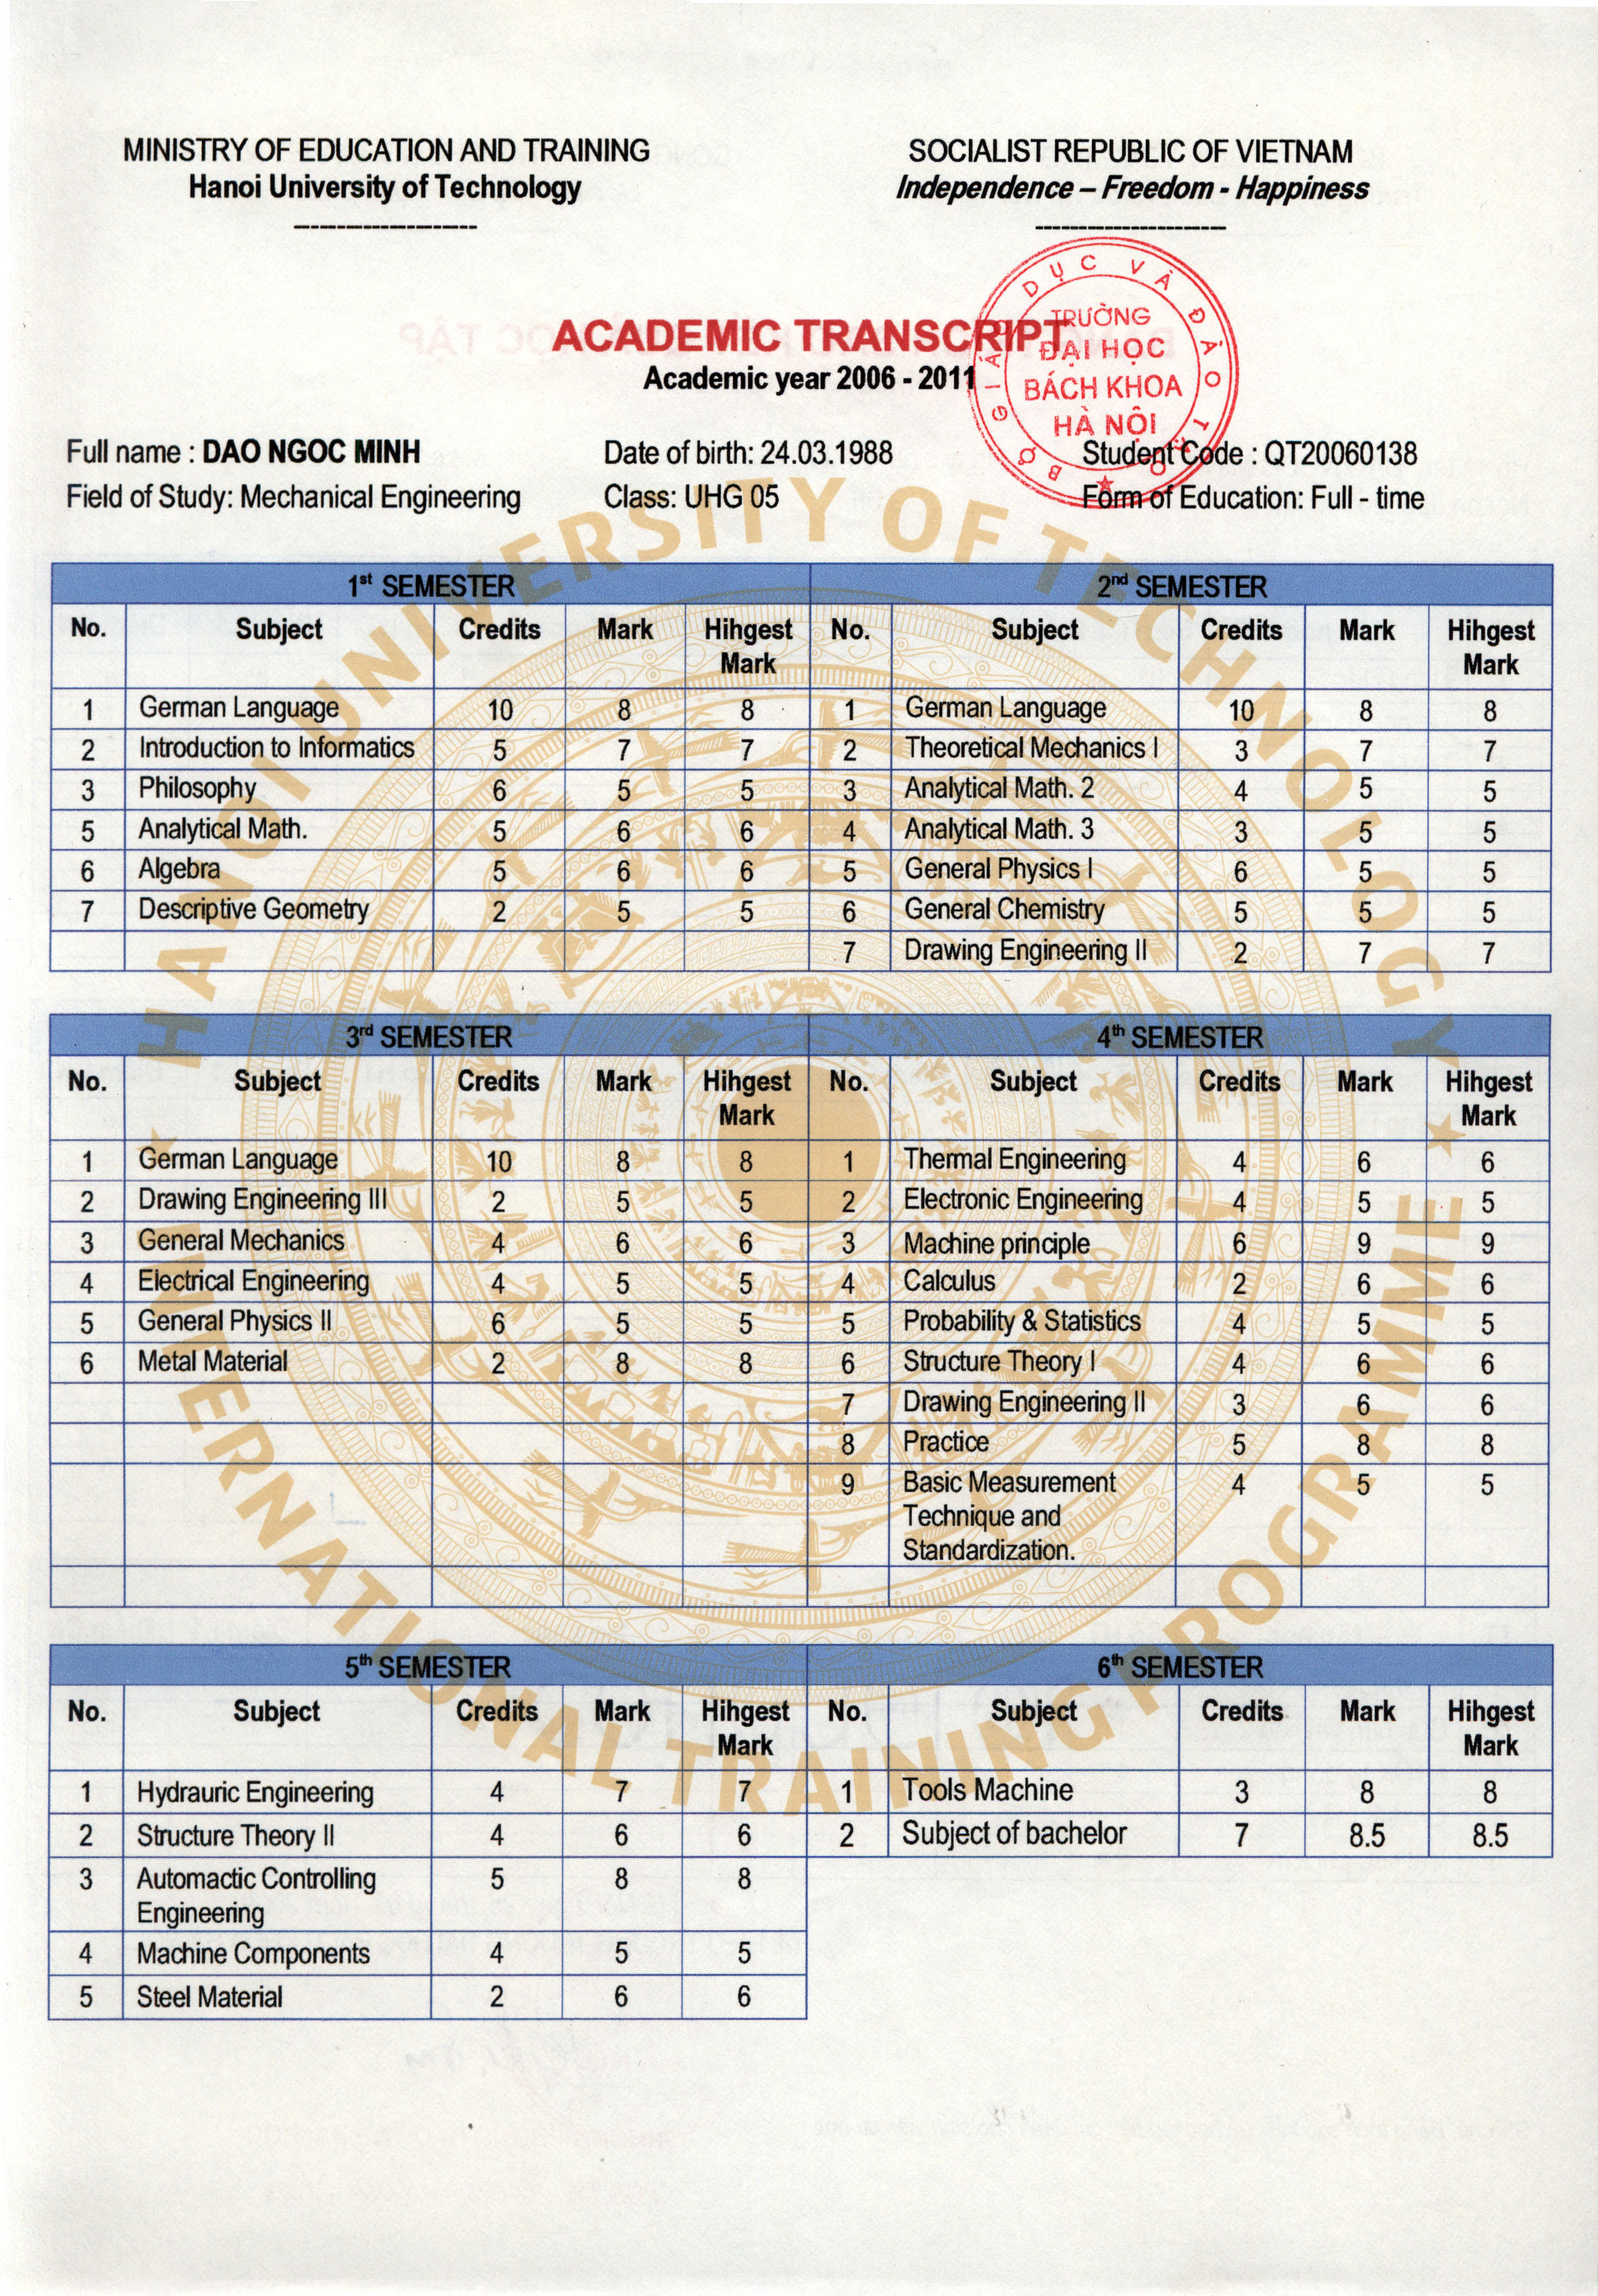 MINISTRY OF EDUCATION AND TRAINING
Hanoi University of Technology
SOCIALIST REPUBLIC OF VIETNAM
Independence – Freedom - Happiness
BỘ GIÁO DỤC VÀ ĐÀO TẠO
TRƯỜNG
ĐẠI HỌC
BÁCH KHOA
HÀ NỘI
ACADEMIC TRANSCRIPT
Academic year 2006 - 2011
Full name : DAO NGOC MINH Date of birth: 24.03.1988 Student Code : QT20060138
Field of Study: Mechanical Engineering Class: UHG 05 Form of Education: Full - time
HANOI UNIVERSITY OF TECHNOLOGY
INTERNATIONAL TRAINING PROGRAMME
1st SEMESTER
No. Subject Credits Mark Hihgest Mark
1 German Language 10 8 8
2 Introduction to Informatics 5 7 7
3 Philosophy 6 5 5
5 Analytical Math. 5 6 6
6 Algebra 5 6 6
7 Descriptive Geometry 2 5 5
2nd SEMESTER
No. Subject Credits Mark Hihgest Mark
1 German Language 10 8 8
2 Theoretical Mechanics I 3 7 7
3 Analytical Math. 2 4 5 5
4 Analytical Math. 3 3 5 5
5 General Physics I 6 5 5
6 General Chemistry 5 5 5
7 Drawing Engineering II 2 7 7
3rd SEMESTER
No. Subject Credits Mark Hihgest Mark
1 German Language 10 8 8
2 Drawing Engineering III 2 5 5
3 General Mechanics 4 6 6
4 Electrical Engineering 4 5 5
5 General Physics II 6 5 5
6 Metal Material 2 8 8
4th SEMESTER
No. Subject Credits Mark Hihgest Mark
1 Thermal Engineering 4 6 6
2 Electronic Engineering 4 5 5
3 Machine principle 6 9 9
4 Calculus 2 6 6
5 Probability & Statistics 4 5 5
6 Structure Theory I 4 6 6
7 Drawing Engineering II 3 6 6
8 Practice 5 8 8
9 Basic Measurement 4 5 5
Technique and
Standardization.
5th SEMESTER
No. Subject Credits Mark Hihgest Mark
1 Hydrauric Engineering 4 7 7
2 Structure Theory II 4 6 6
3 Automactic Controlling 5 8 8
Engineering
4 Machine Components 4 5 5
5 Steel Material 2 6 6
6th SEMESTER
No. Subject Credits Mark Hihgest Mark
1 Tools Machine 3 8 8
2 Subject of bachelor 7 8.5 8.5